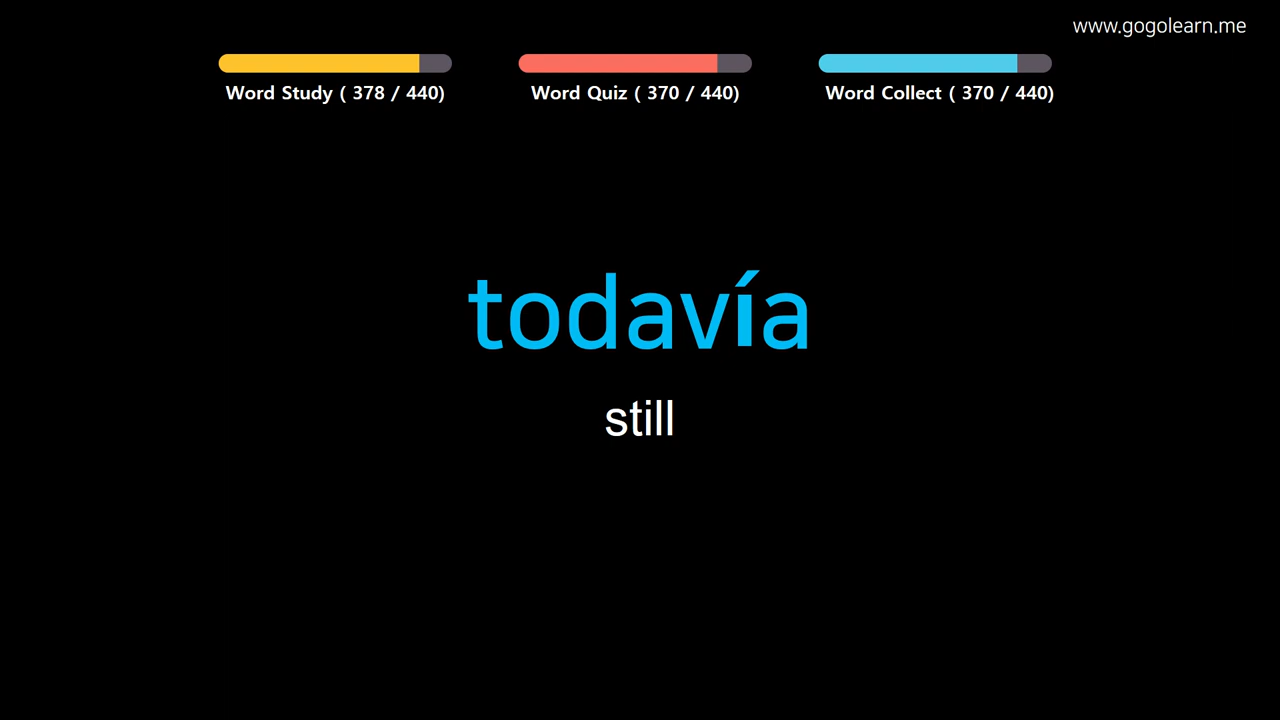 www.gogolearn.me
Word Study ( 378 / 440)
Word Quiz ( 370 / 440)
Word Collect ( 370 / 440)
todavía
still